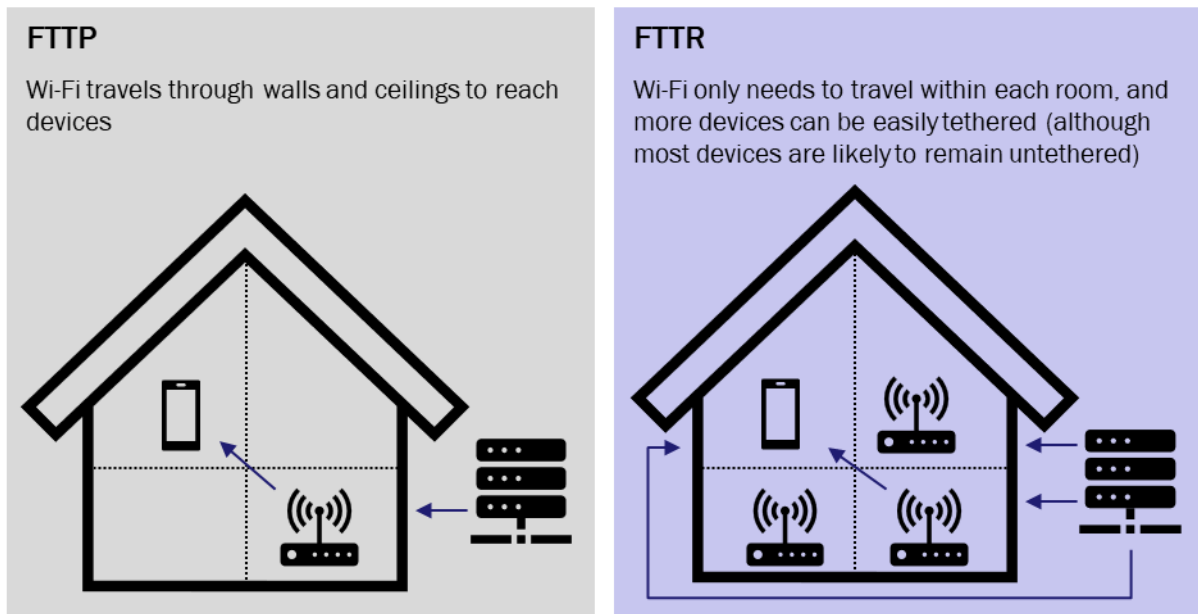 FTTP
Wi-Fi travels through walls and ceilings to reach
devices
FTTR
Wi-Fi only needs to travel within each room, and
more devices can be easily tethered (although
most devices are likely to remain untethered)